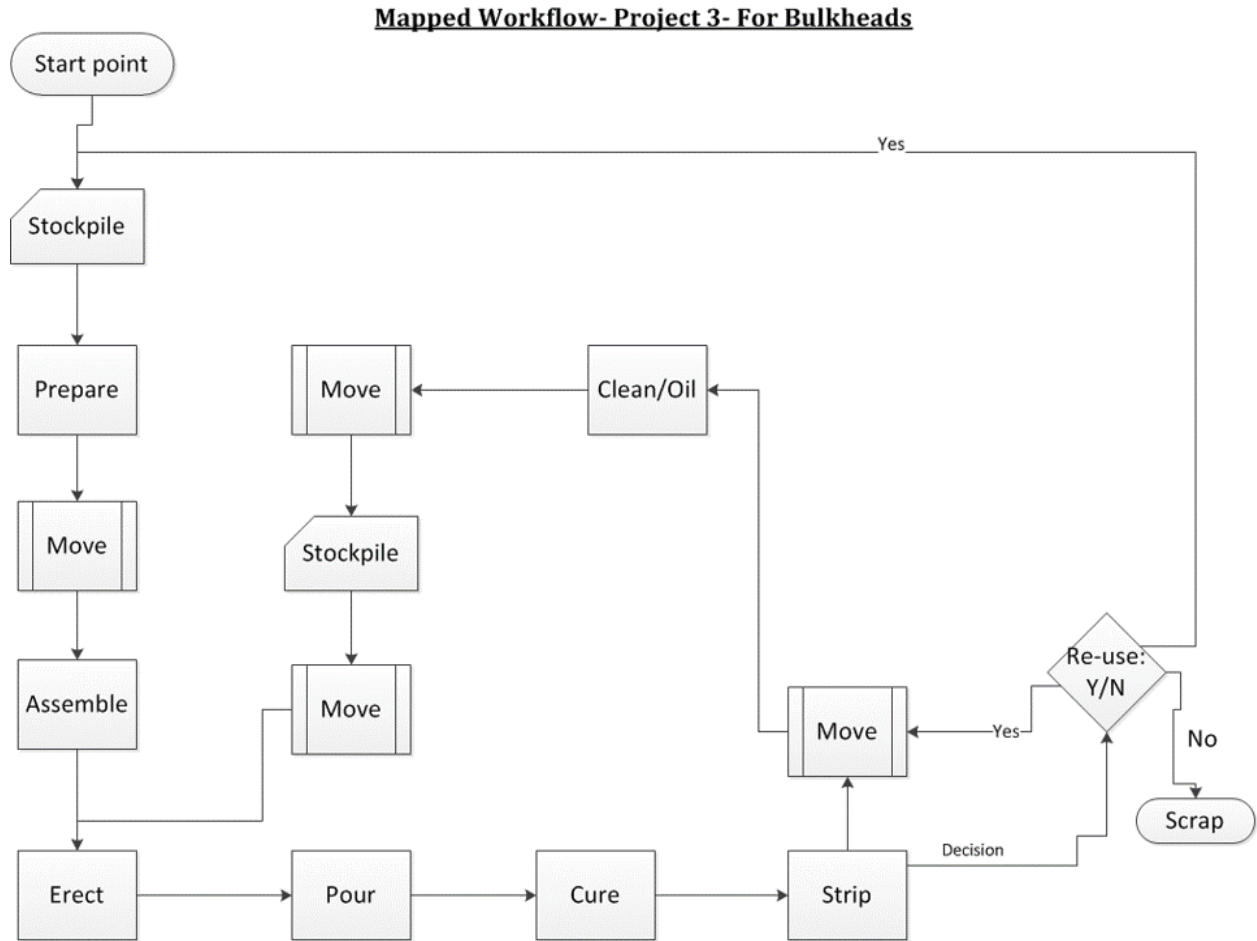 Mapped Workflow- Project 3- For Bulkheads
Start point
Yes
Stockpile
Prepare
Move
Clean/Oil
Move
Stockpile
Assemble
Move
Move
Yes
Re-use:
Y/N
No
Scrap
Decision
Erect
Pour
Cure
Strip